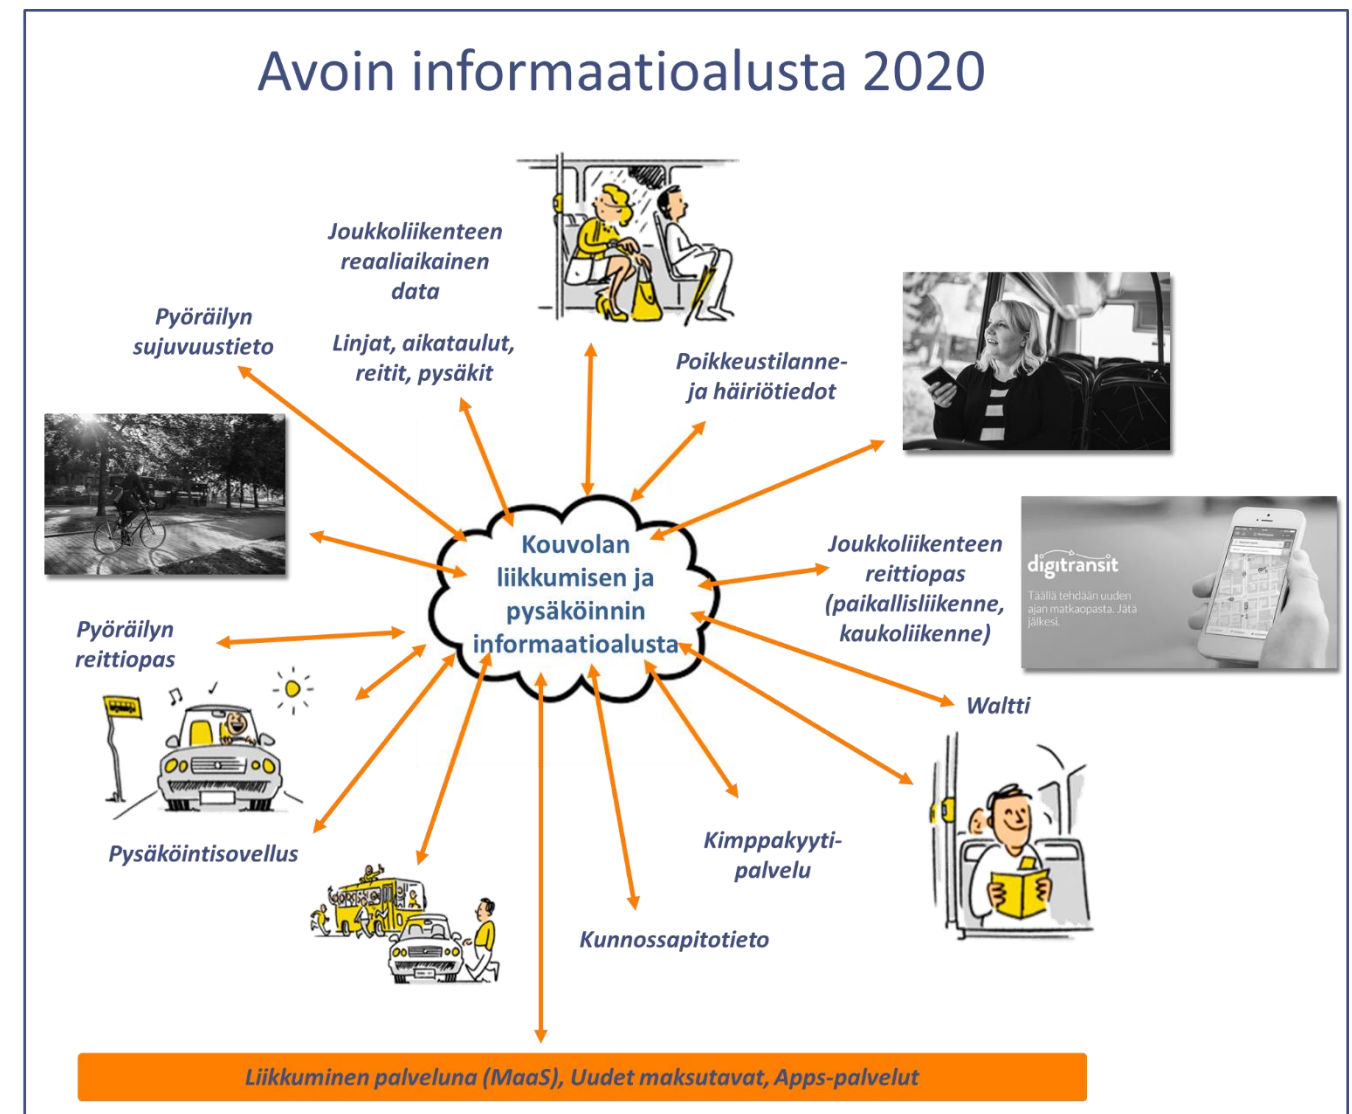 Avoin informaatioalusta 2020
Joukkoliikenteen
reaaliaikainen
data
Linjat, aikataulut,
reitit, pysäkit
Pyöräilyn
sujuvuustieto
Poikkeustilanne-
ja häiriötiedot
Kouvolan
liikkumisen ja
pysäköinnin
informaatioalusta
Joukkoliikenteen
reittiopas
(paikallisliikenne,
kaukoliikenne)
digitransit
Täällä tehdään uuden
ajan matkaopasta. Jätä
jälkesi.
Pyöräilyn
reittiopas
Waltti
Pysäköintisovellus
Kimppakyyti-
palvelu
Kunnossapitotieto
Liikkuminen palveluna (MaaS), Uudet maksutavat, Apps-palvelut